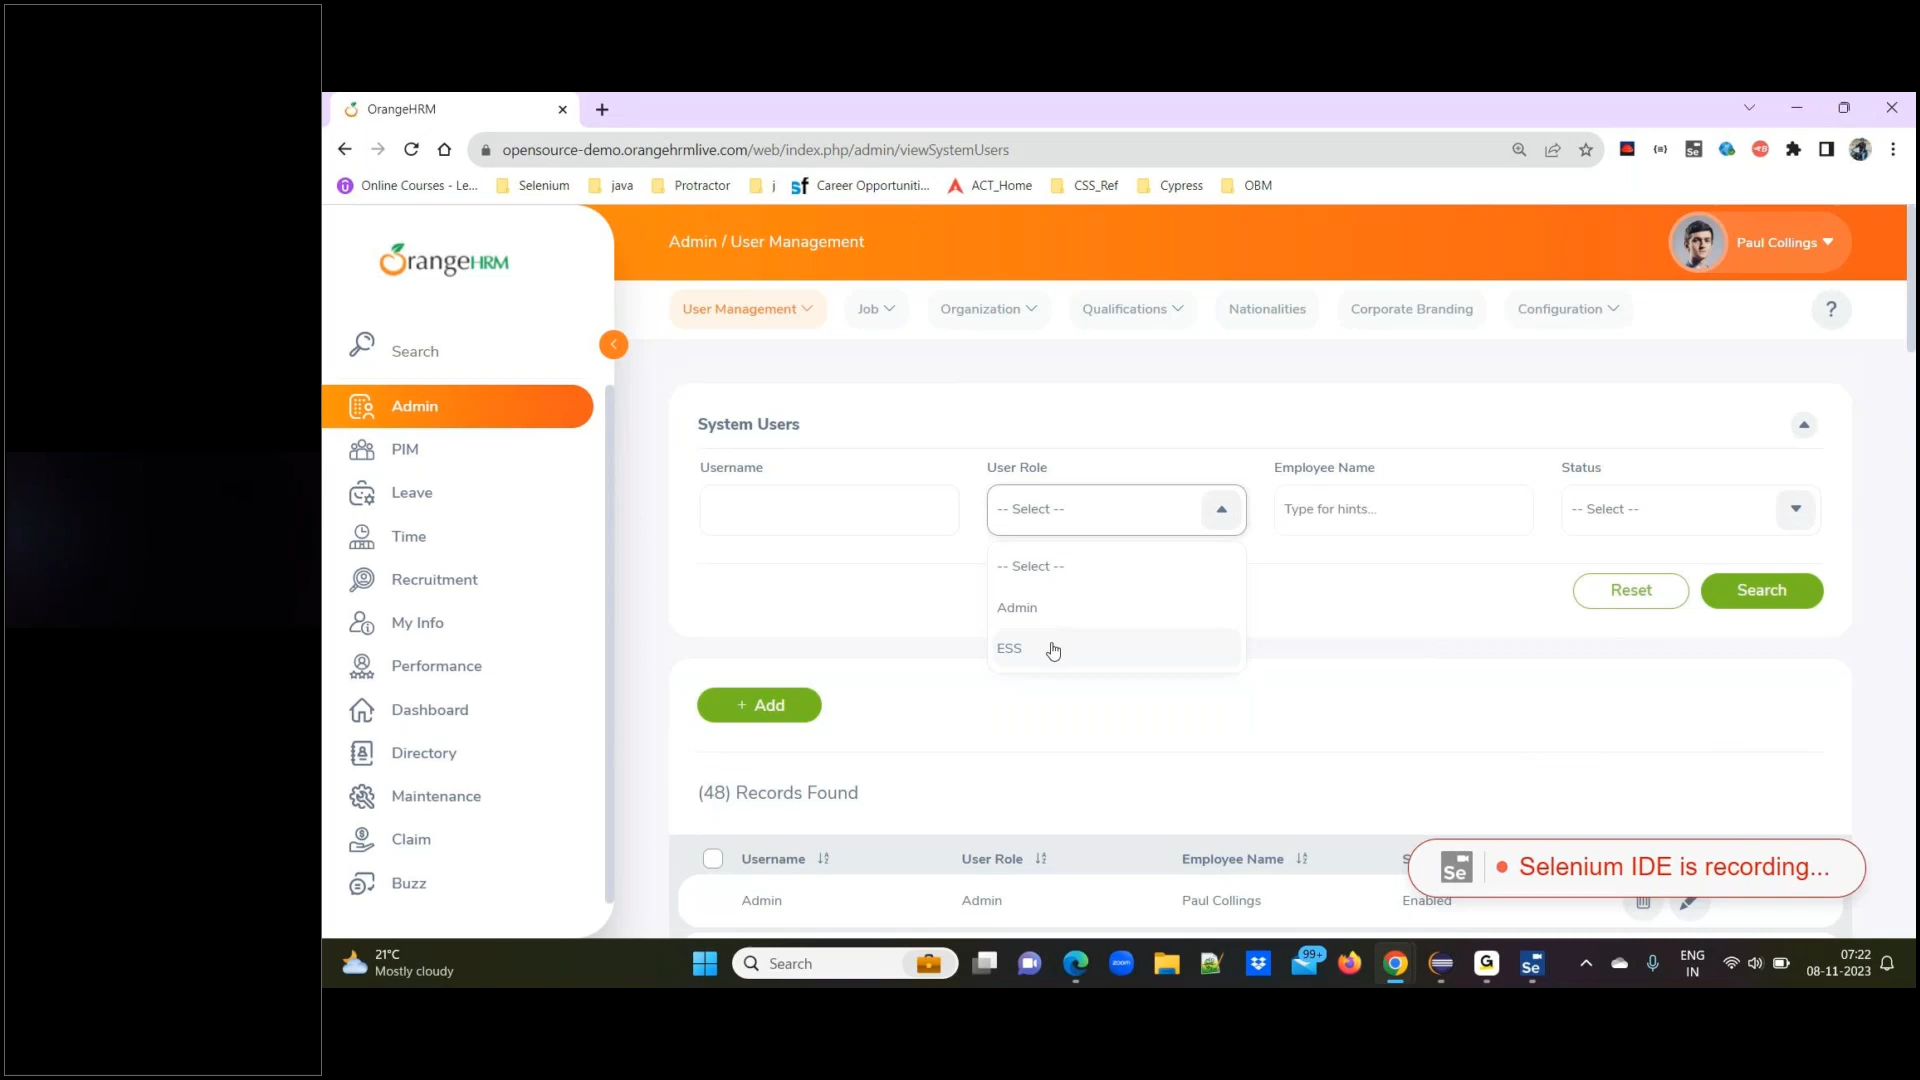 OrangeHRM
opensource-demo.orangehrmlive.com/web/index.php/admin/viewSystemUsers
Online Courses - Le...
Selenium
java
Protractor
j
Career Opportuniti...
ACT_Home
CSS_Ref
Cypress
OBM
OrangeHRM
Admin / User Management
Paul Collings
User Management
Job
Organization
Qualifications
Nationalities
Corporate Branding
Configuration
?
Search
Admin
PIM
Leave
Time
Recruitment
My Info
Performance
Dashboard
Directory
Maintenance
Claim
Buzz
System Users
Username
User Role
Employee Name
Status
-- Select --
Type for hints...
-- Select --
-- Select --
Admin
ESS
Reset
Search
+ Add
(48) Records Found
Username
User Role
Employee Name
Admin
Admin
Paul Collings
Enabled
Se
Selenium IDE is recording...
21°C
Mostly cloudy
Search
zoom
99+
G
Se
ENG
IN
07:22
08-11-2023